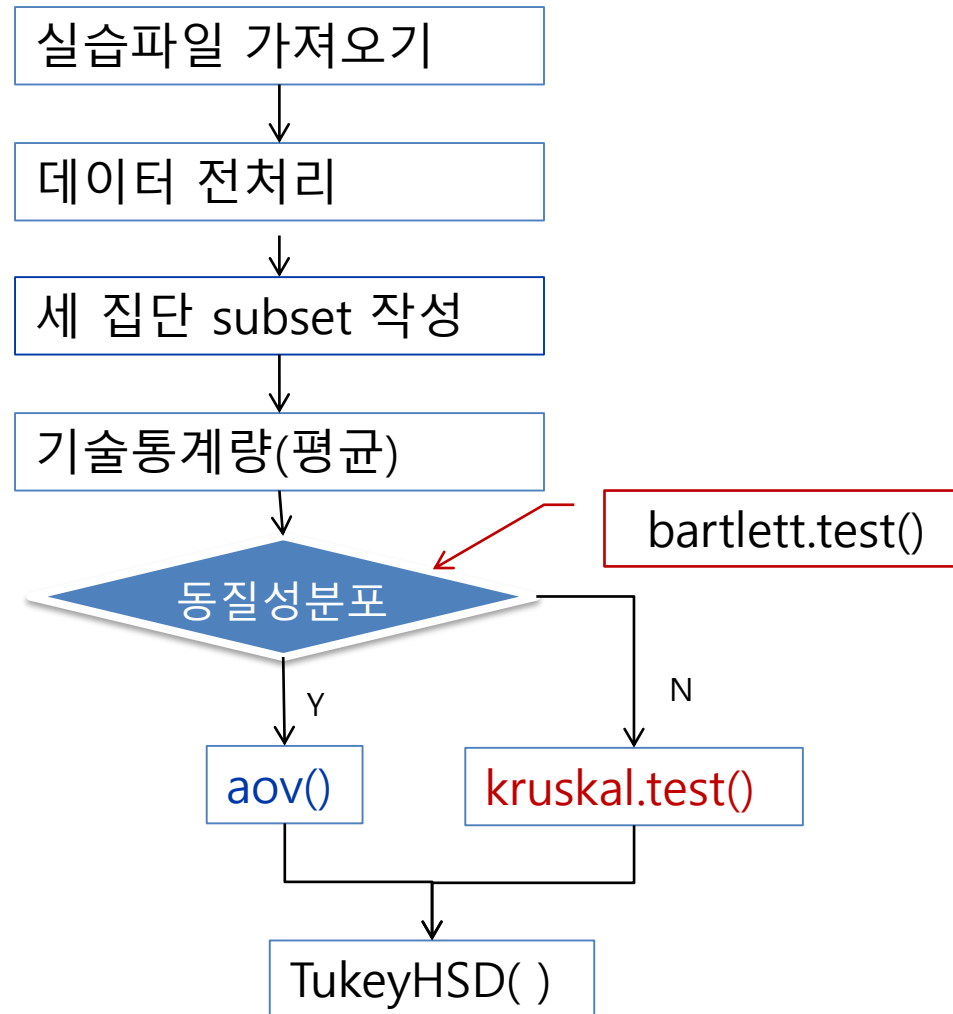 실습파일 가져오기
데이터 전처리
세 집단 subset 작성
기술통계량(평균)
bartlett.test()
동질성분포
Y
N
aov()
kruskal.test()
TukeyHSD( )